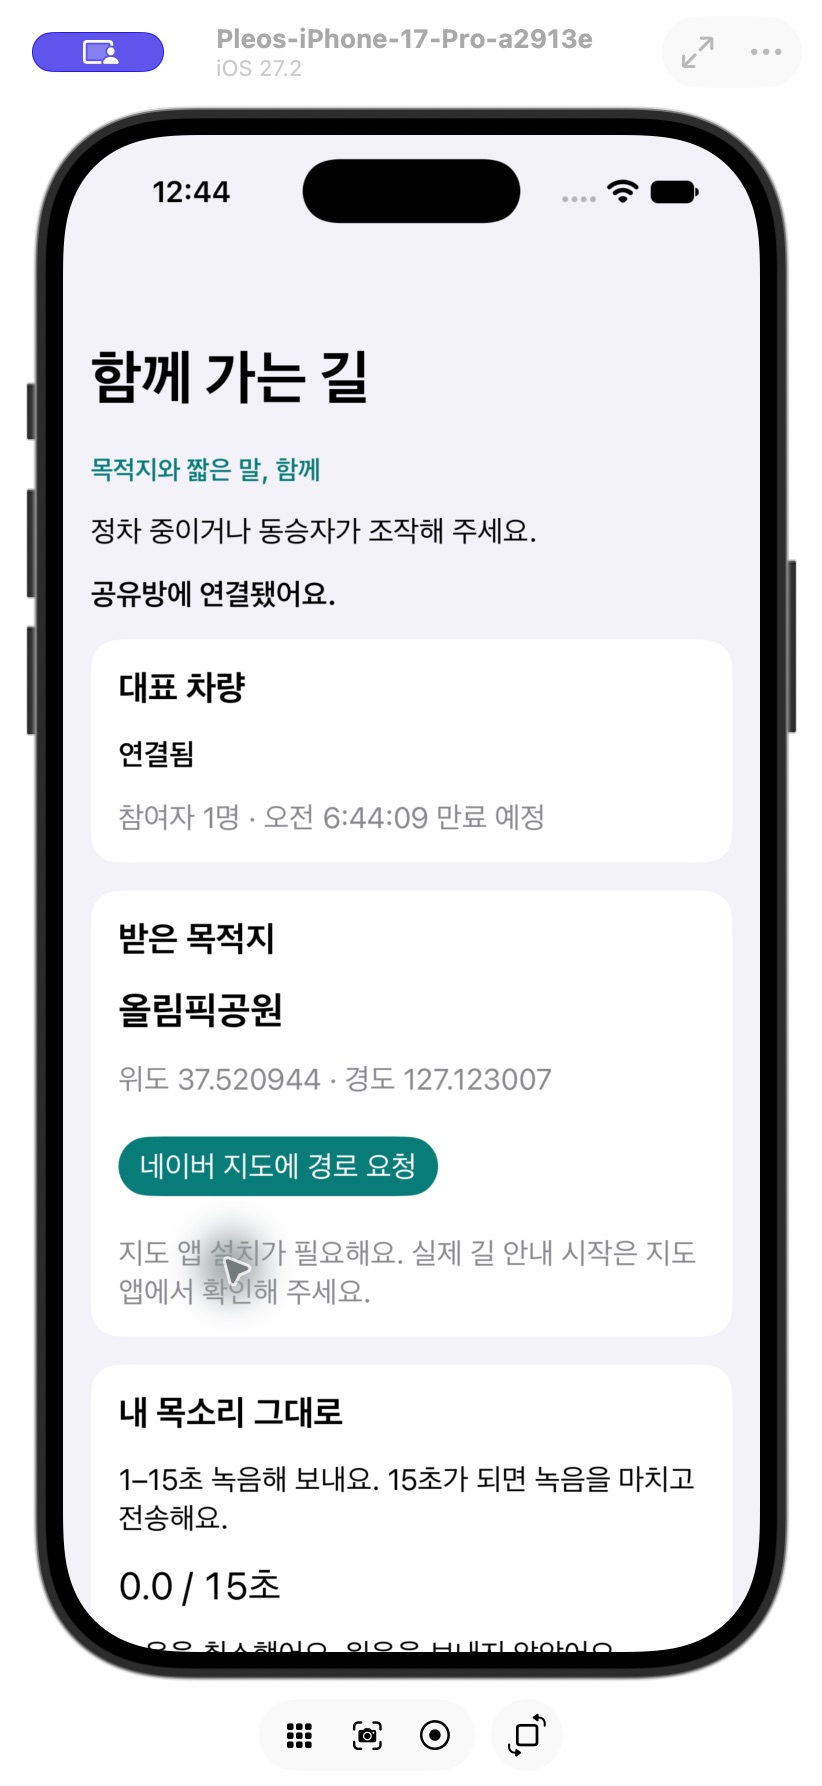 Pleos-iPhone-17-Pro-a2913e
iOS 27.2
12:44
함께 가는 길
목적지와 짧은 말, 함께
정차 중이거나 동승자가 조작해 주세요.
공유방에 연결됐어요.
대표 차량
연결됨
참여자 1명 · 오전 6:44:09 만료 예정
받은 목적지
올림픽공원
위도 37.520944 · 경도 127.123007
네이버 지도에 경로 요청
지도 앱 설치가 필요해요. 실제 길 안내 시작은 지도
앱에서 확인해 주세요.
내 목소리 그대로
1–15초 녹음해 보내요. 15초가 되면 녹음을 마치고
전송해요.
0.0 / 15초